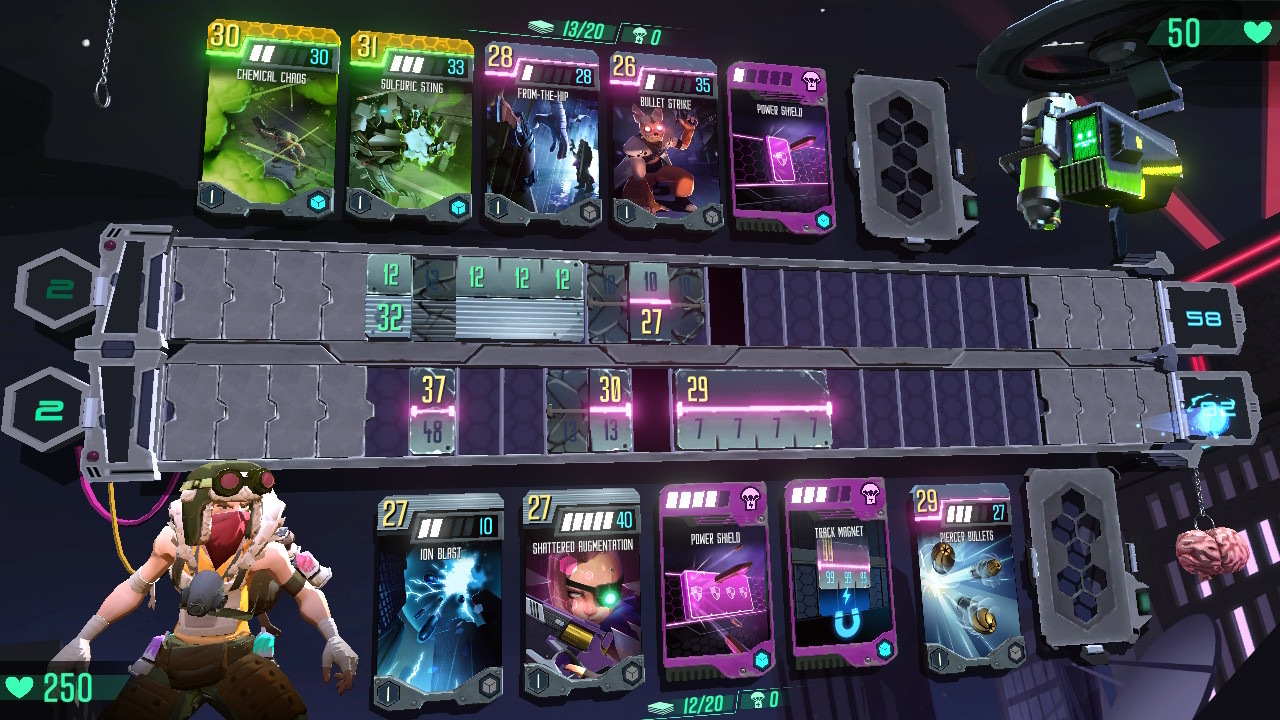 13/20 0
50
30 30
CHEMICAL CHAOS
I
31 33
SULFURIC STING
I
28 28
FROM-THE-HIP
I
26 35
BULLET STRIKE
I
POWER SHIELD
2
12 12 12 12 10
32 27
58
2
37 30 29
48 13 13 7 7 7 7
27 10
ION BLAST
I
27 40
SHATTERED AUGMENTATION
I
POWER SHIELD
TRACK MAGNET
99 99
29 27
PIERCER BULLETS
I
250
12/20 0